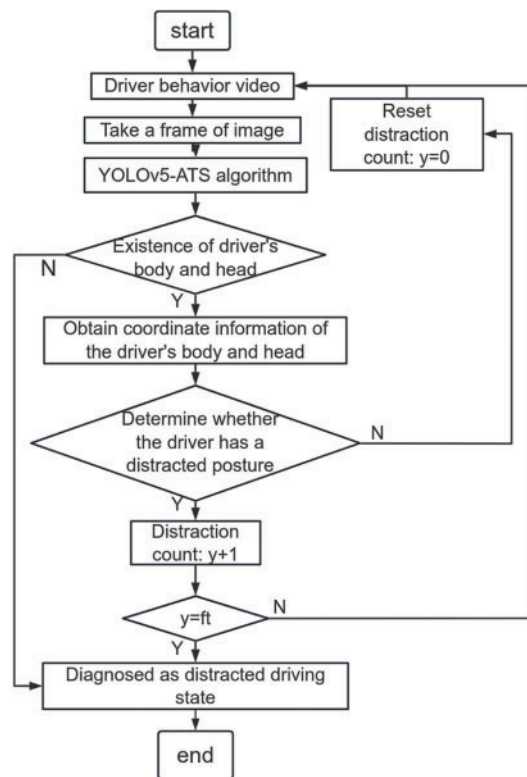 start
Driver behavior video
Reset
distraction
count: y=0
Take a frame of image
YOLOv5-ATS algorithm
Existence of driver's
body and head
N
Y
Obtain coordinate information of
the driver's body and head
Determine whether
the driver has a
distracted posture
N
Y
Distraction
count: y+1
y=ft
N
Y
Diagnosed as distracted driving
state
end